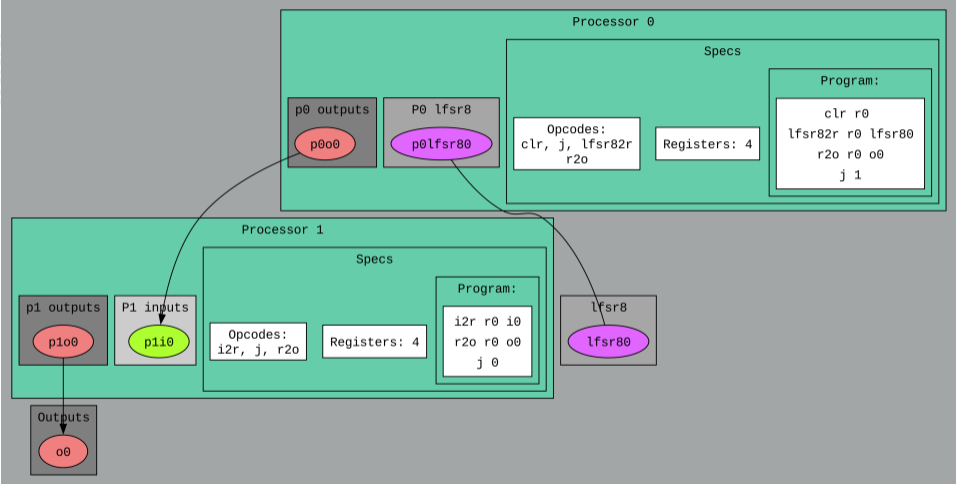 Processor 0
Specs
Program:
p0 outputs
P0 lfsr8
p0o0
p0lfsr80
Opcodes:
clr, j, lfsr82r
r2o
Registers: 4
clr r0
lfsr82r r0 lfsr80
r2o r0 o0
j 1
Processor 1
Specs
Program:
p1 outputs
P1 inputs
p1o0
p1i0
Opcodes:
i2r, j, r2o
Registers: 4
i2r r0 i0
r2o r0 o0
j 0
lfsr8
lfsr80
Outputs
o0